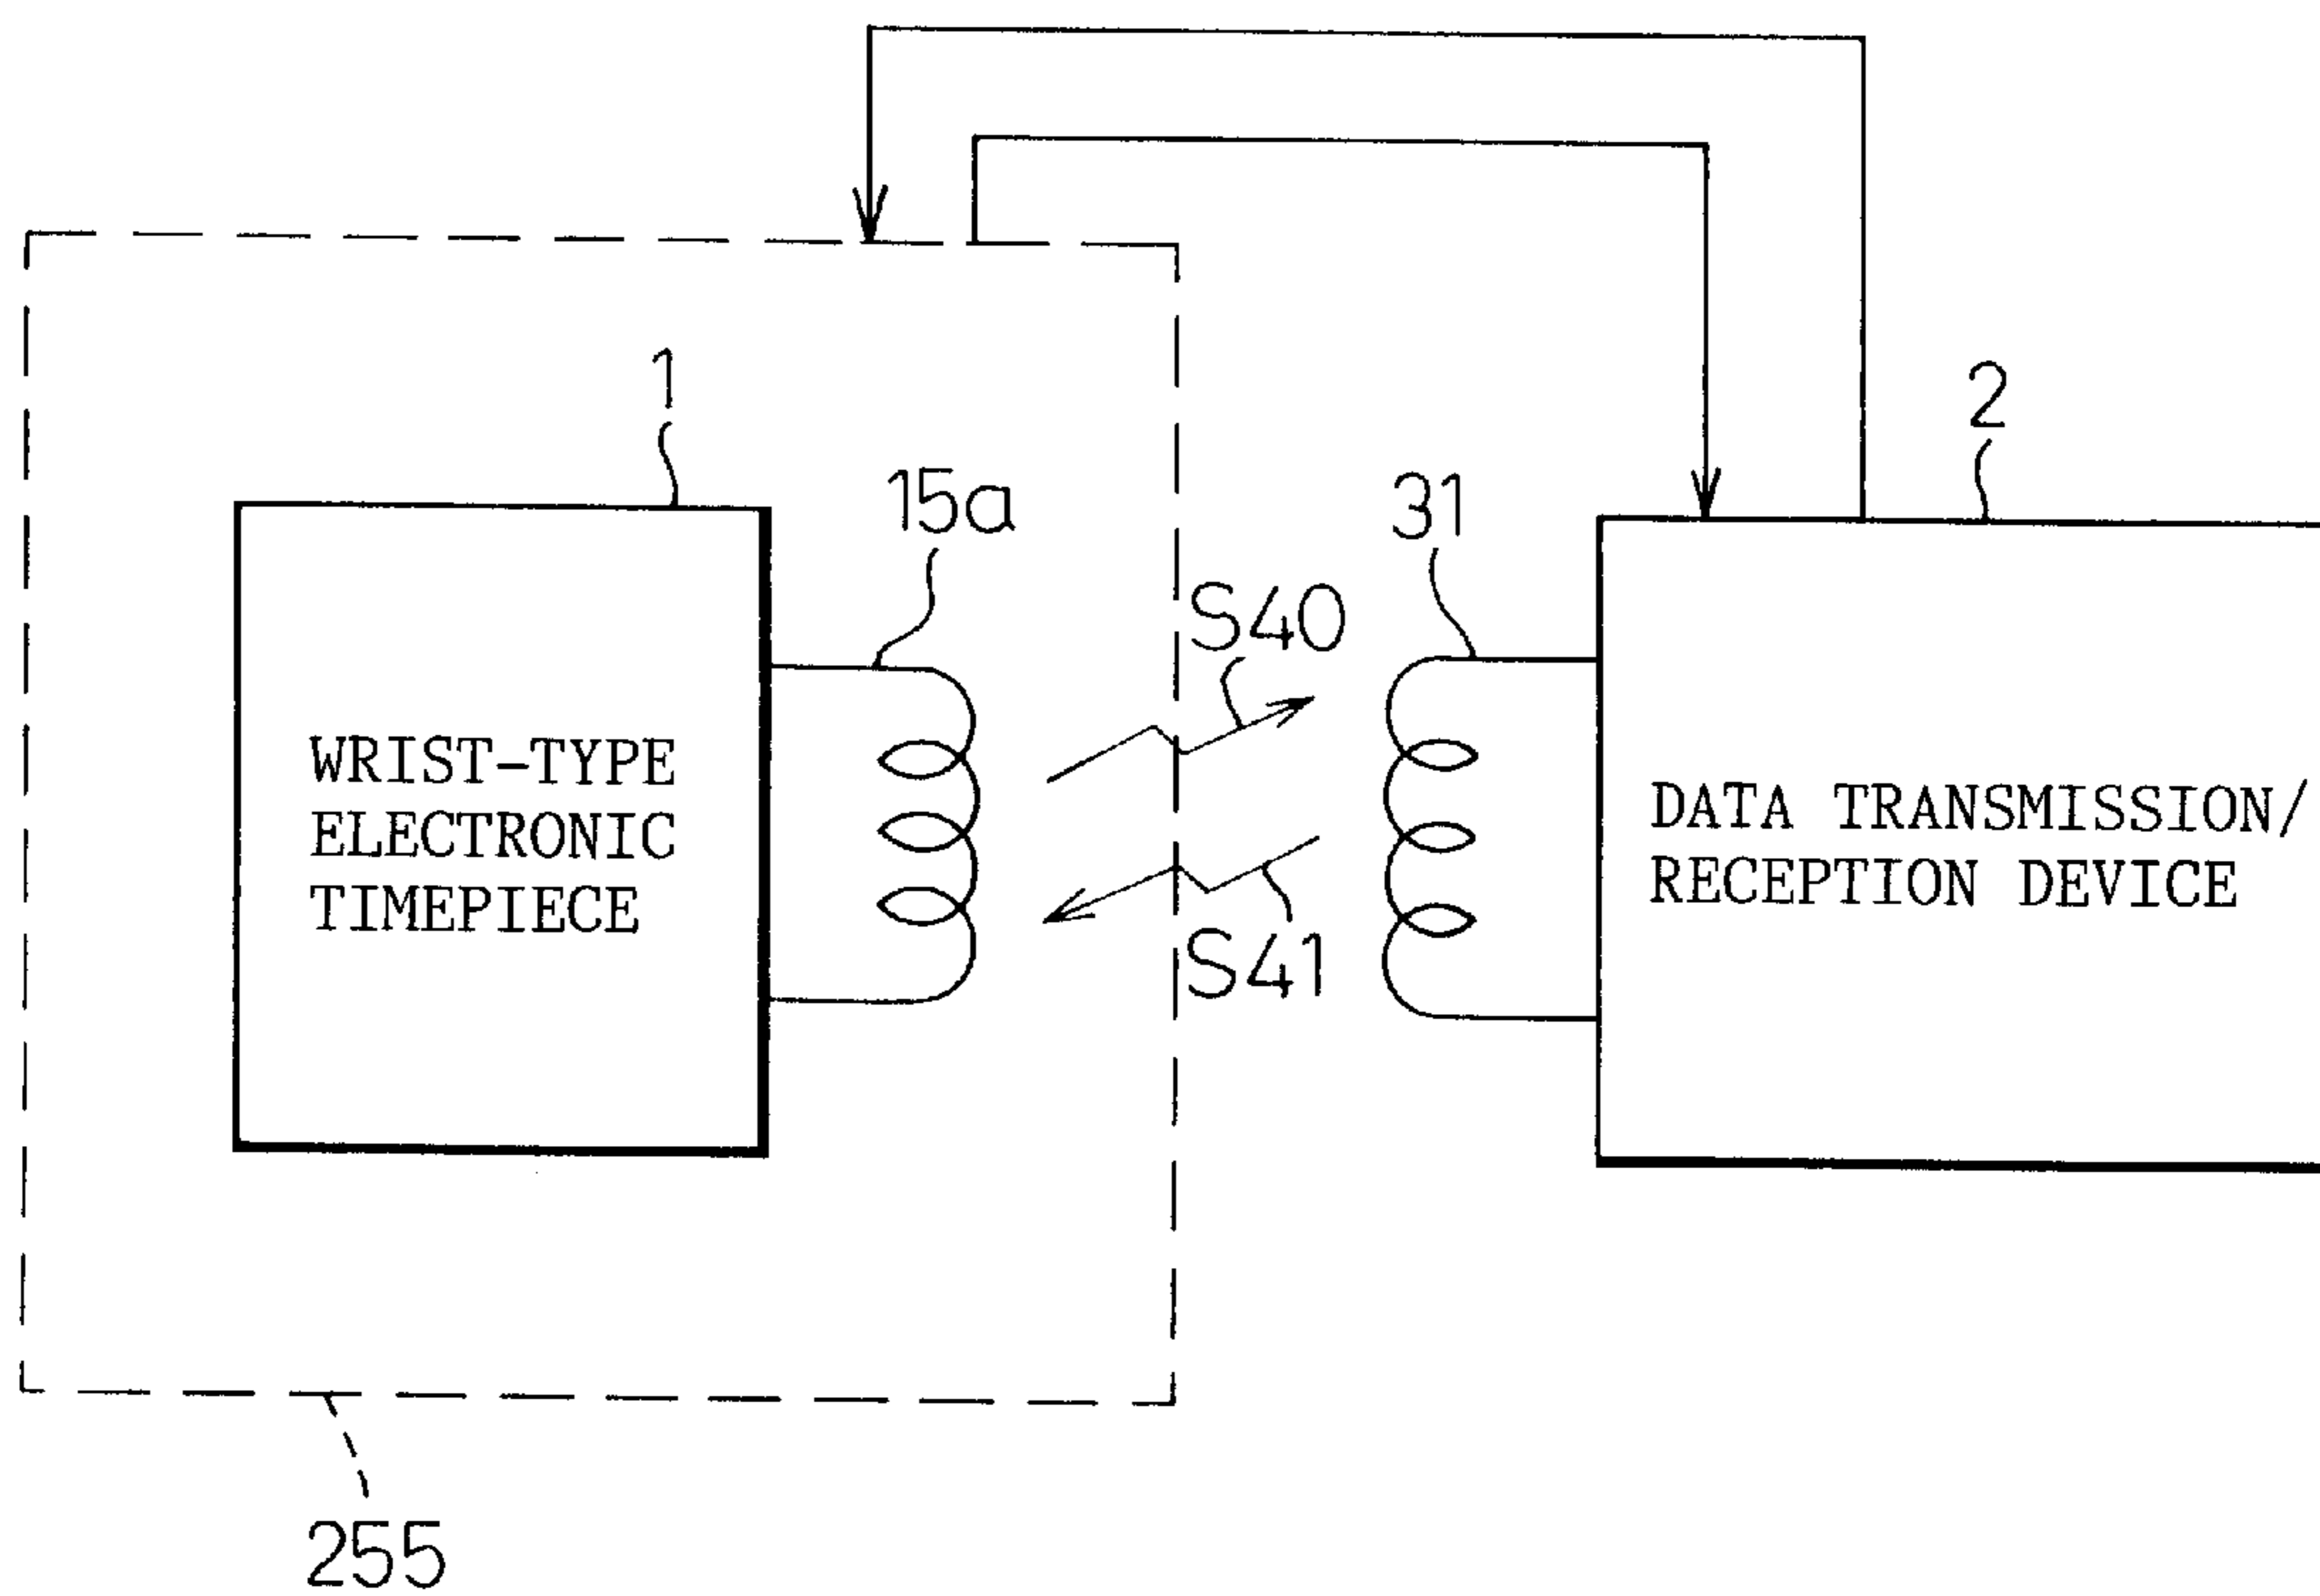 1
2
15a
31
S40
WRIST-TYPE
ELECTRONIC
TIMEPIECE
DATA TRANSMISSION/
RECEPTION DEVICE
S41
255